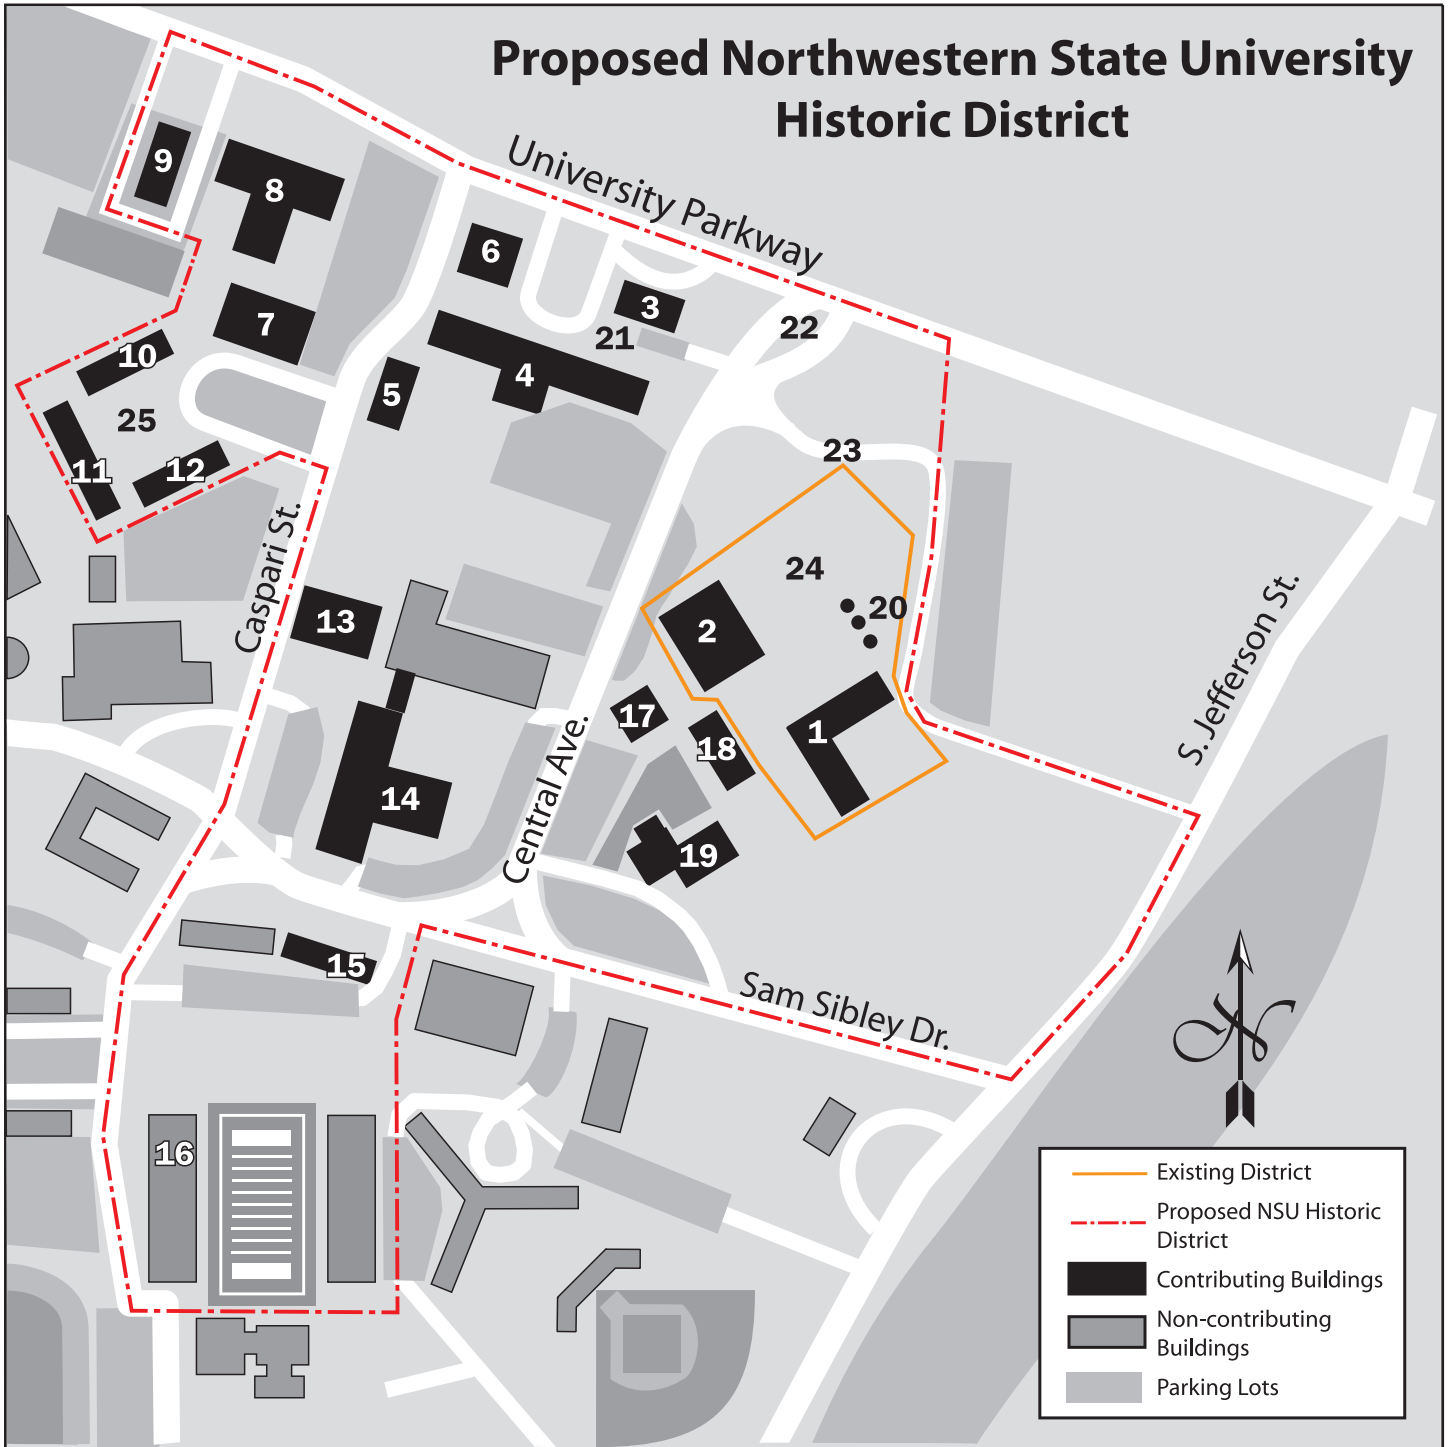 Proposed Northwestern State University
Historic District
University Parkway
9
8
6
3
22
21
7
10
4
5
25
23
11
12
Caspari St.
24
20
13
2
S. Jefferson St.
17
1
18
Central Ave.
14
19
15
Sam Sibley Dr.
16
N
Existing District
Proposed NSU Historic
District
Contributing Buildings
Non-contributing
Buildings
Parking Lots